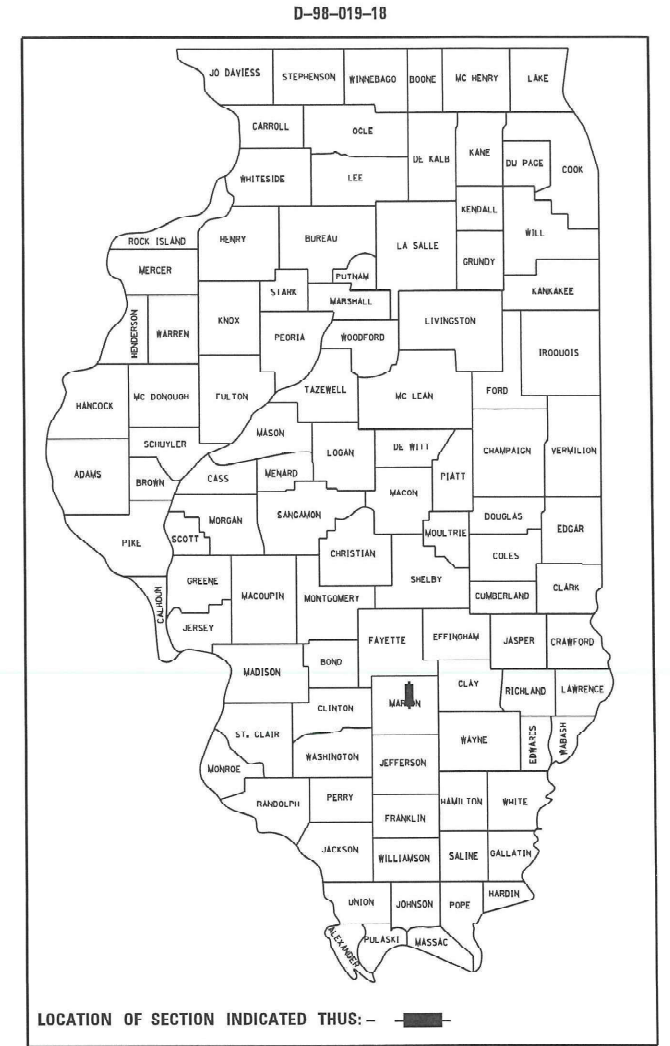 D-98-019-18
JO DAVIESS
STEPHENSON
WINNEBAGO
BOONE
MC HENRY
LAKE
CARROLL
OGLE
DE KALB
KANE
DU PAGE
COOK
WHITESIDE
LEE
KENDALL
WILL
ROCK ISLAND
HENRY
BUREAU
LA SALLE
GRUNDY
MERCER
PUTNAM
KANKAKEE
STARK
MARSHALL
HENDERSON
WARREN
KNOX
PEORIA
WOODFORD
LIVINGSTON
IROQUOIS
HANCOCK
MC DONOUGH
FULTON
TAZEWELL
MC LEAN
FORD
MASON
SCHUYLER
LOGAN
DE WITT
CHAMPAIGN
VERMILION
ADAMS
BROWN
CASS
MENARD
MACON
PIATT
PIKE
SCOTT
MORGAN
SANGAMON
MOULTRIE
DOUGLAS
EDGAR
CHRISTIAN
COLES
GREENE
MACOUPIN
MONTGOMERY
SHELBY
CUMBERLAND
CLARK
CALHOUN
JERSEY
FAYETTE
EFFINGHAM
JASPER
CRAWFORD
MADISON
BOND
CLAY
RICHLAND
LAWRENCE
CLINTON
MARION
ST. CLAIR
WAYNE
EDWARDS
WABASH
MONROE
WASHINGTON
JEFFERSON
RANDOLPH
PERRY
FRANKLIN
HAMILTON
WHITE
JACKSON
WILLIAMSON
SALINE
GALLATIN
UNION
JOHNSON
POPE
HARDIN
ALEXANDER
PULASKI
MASSAC
LOCATION OF SECTION INDICATED THUS: –